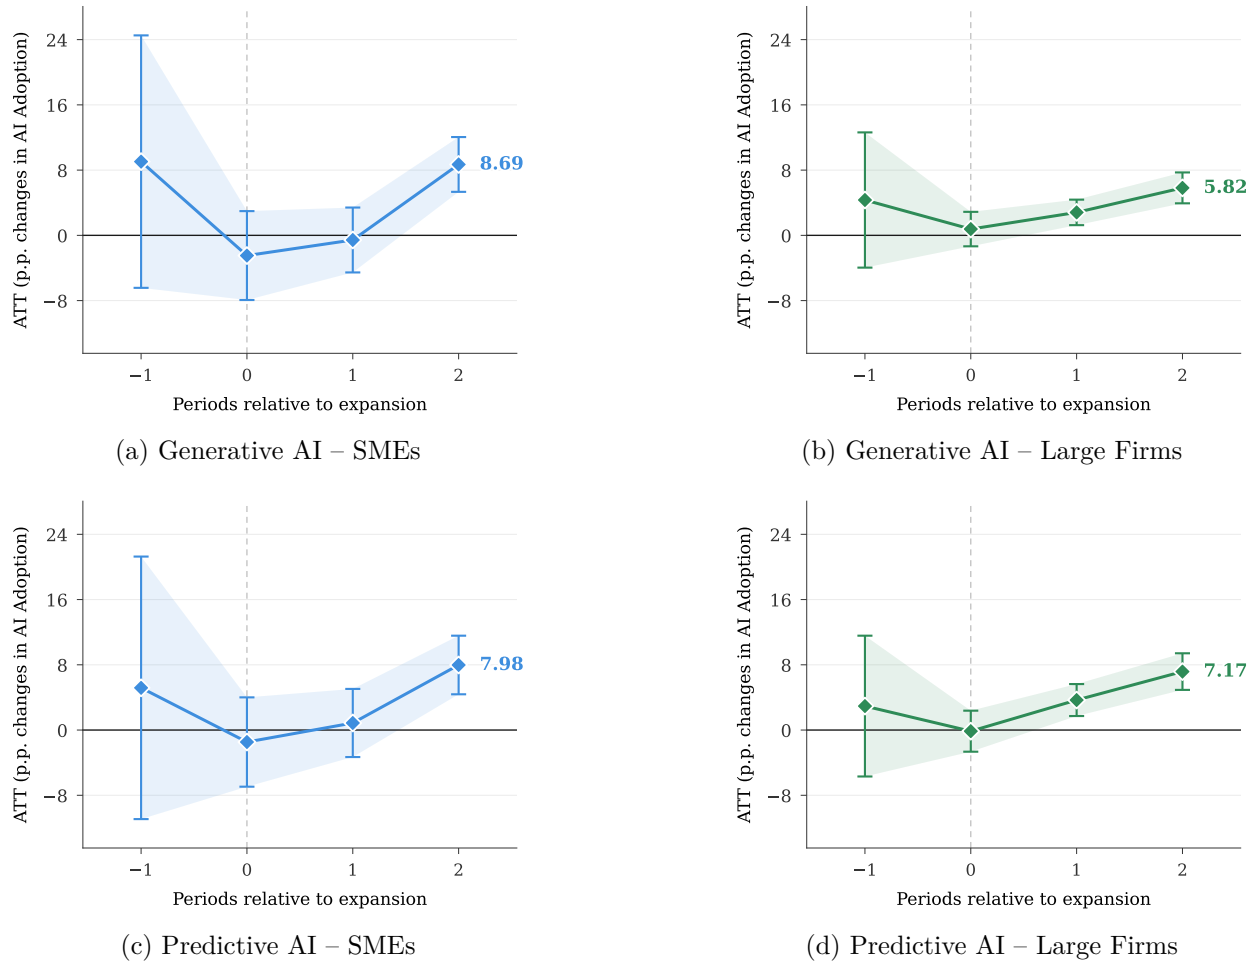 ATT (p.p. changes in AI Adoption)
24
16
8
0
−8
8.69
−1 0 1 2
Periods relative to expansion
(a) Generative AI – SMEs
ATT (p.p. changes in AI Adoption)
24
16
8
0
−8
5.82
−1 0 1 2
Periods relative to expansion
(b) Generative AI – Large Firms
ATT (p.p. changes in AI Adoption)
24
16
8
0
−8
7.98
−1 0 1 2
Periods relative to expansion
(c) Predictive AI – SMEs
ATT (p.p. changes in AI Adoption)
24
16
8
0
−8
7.17
−1 0 1 2
Periods relative to expansion
(d) Predictive AI – Large Firms